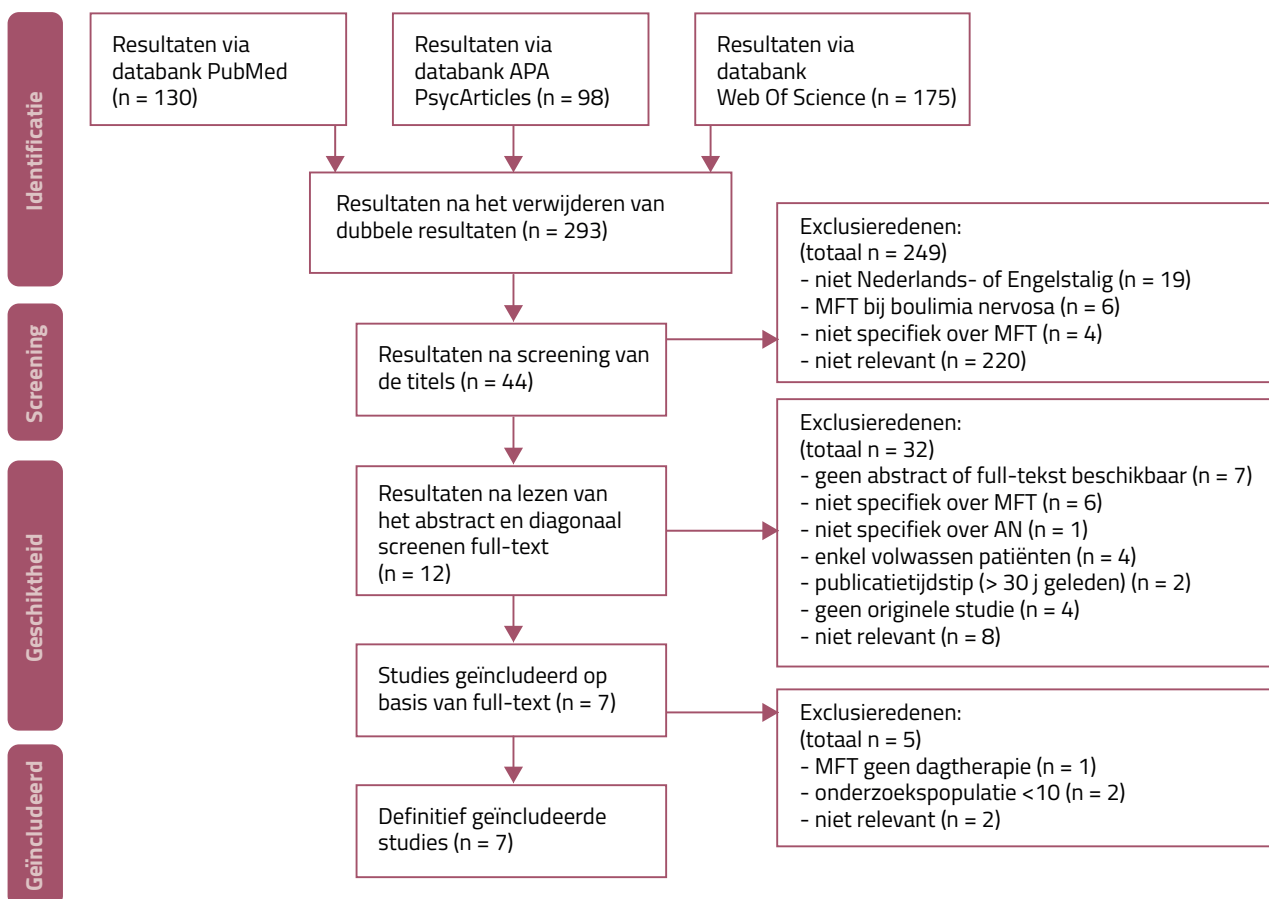 Identificatie
Resultaten via
databank PubMed
(n = 130)
Resultaten via
databank APA
PsycArticles (n = 98)
Resultaten via
databank
Web Of Science (n = 175)
Resultaten na het verwijderen van
dubbele resultaten (n = 293)
Exclusieredenen:
(totaal n = 249)
- niet Nederlands- of Engelstalig (n = 19)
- MFT bij boulimia nervosa (n = 6)
- niet specifiek over MFT (n = 4)
- niet relevant (n = 220)
Screening
Resultaten na screening van
de titels (n = 44)
Exclusieredenen:
(totaal n = 32)
- geen abstract of full-tekst beschikbaar (n = 7)
- niet specifiek over MFT (n = 6)
- niet specifiek over AN (n = 1)
- enkel volwassen patiënten (n = 4)
- publicatietijdstip (> 30 j geleden) (n = 2)
- geen originele studie (n = 4)
- niet relevant (n = 8)
Geschiktheid
Resultaten na lezen van
het abstract en diagonaal
screenen full-text
(n = 12)
Studies geïncludeerd op
basis van full-text (n = 7)
Exclusieredenen:
(totaal n = 5)
- MFT geen dagtherapie (n = 1)
- onderzoekspopulatie <10 (n = 2)
- niet relevant (n = 2)
Geïncludeerd
Definitief geïncludeerde
studies (n = 7)